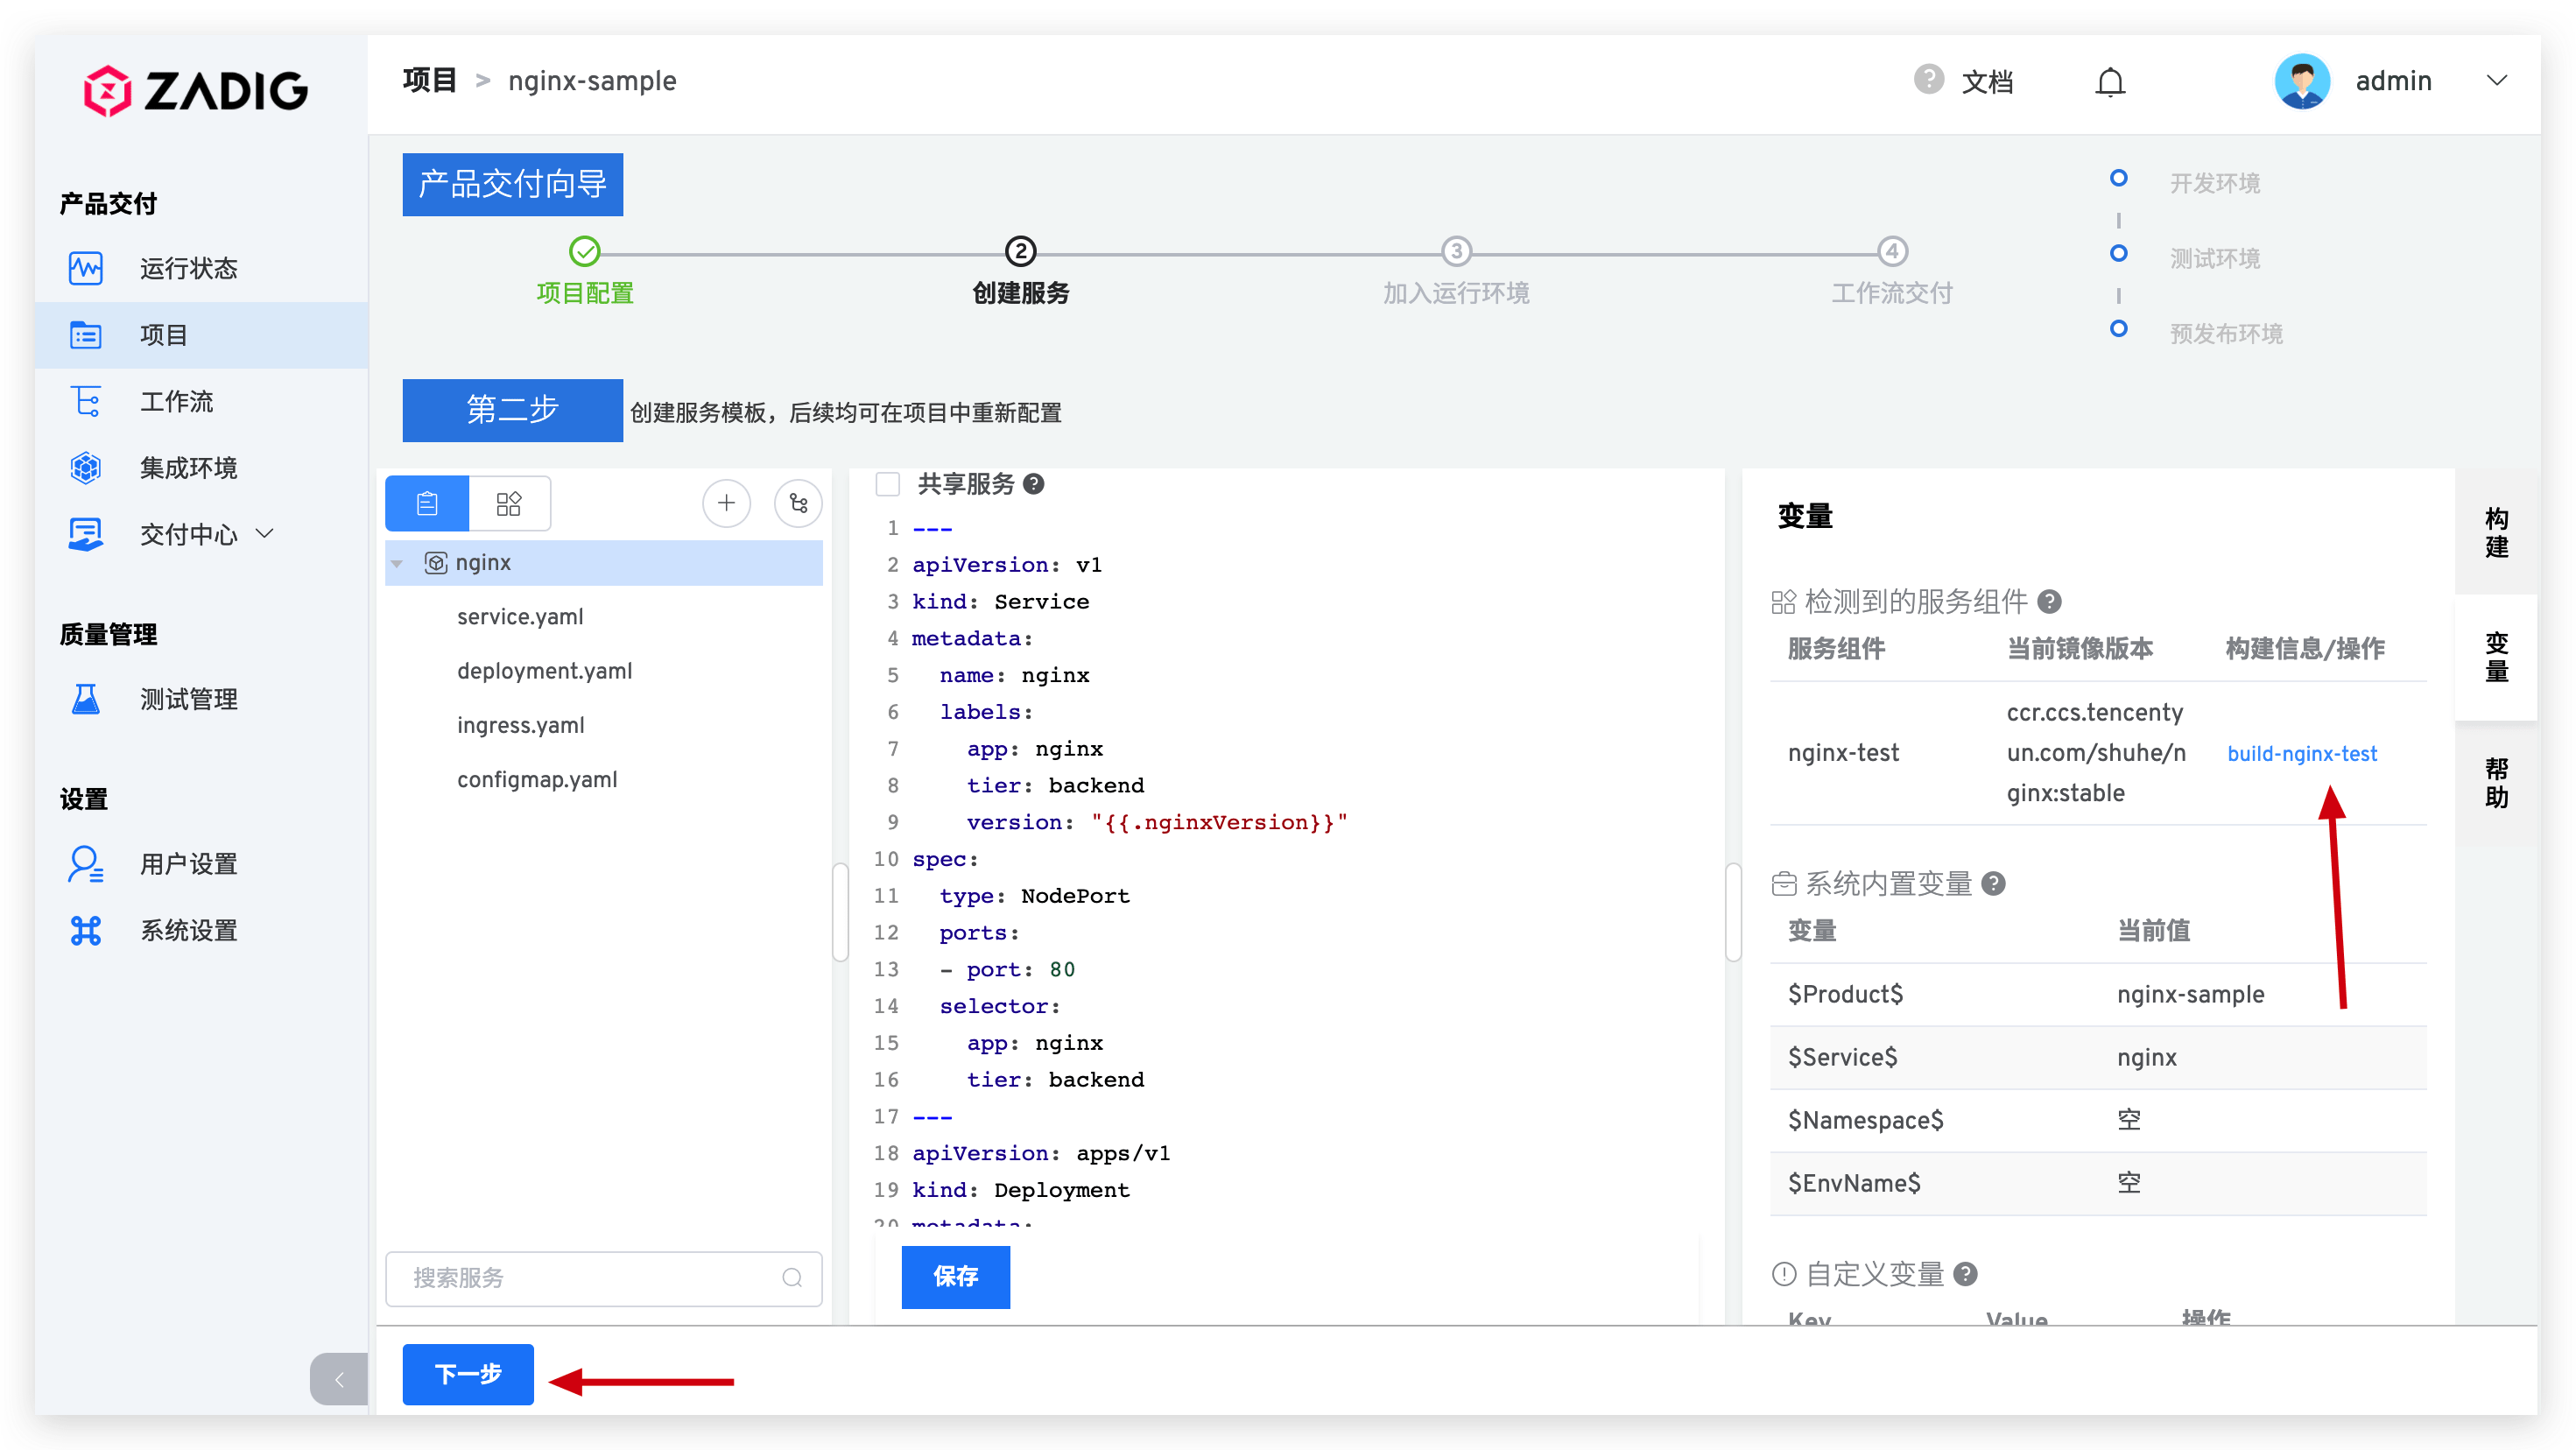 ZADIG
产品交付
运行状态
项目
工作流
集成环境
交付中心
质量管理
测试管理
设置
用户设置
系统设置
项目 > nginx-sample
? 文档
admin
产品交付向导
2
3
4
项目配置
创建服务
加入运行环境
工作流交付
开发环境
测试环境
预发布环境
第二步
创建服务模板，后续均可在项目中重新配置
nginx
service.yaml
deployment.yaml
ingress.yaml
configmap.yaml
搜索服务
共享服务 ?
1 ---
2 apiVersion: v1
3 kind: Service
4 metadata:
5   name: nginx
6   labels:
7     app: nginx
8     tier: backend
9     version: "{{.nginxVersion}}"
10 spec:
11   type: NodePort
12   ports:
13   - port: 80
14   selector:
15     app: nginx
16     tier: backend
17 ---
18 apiVersion: apps/v1
19 kind: Deployment
20 metadata:
保存
变量
检测到的服务组件 ?
服务组件 当前镜像版本 构建信息/操作
ccr.ccs.tencenty
nginx-test un.com/shuhe/n build-nginx-test
ginx:stable
系统内置变量 ?
变量 当前值
$Product$ nginx-sample
$Service$ nginx
$Namespace$ 空
$EnvName$ 空
自定义变量 ?
Key Value 操作
构建
变量
帮助
下一步